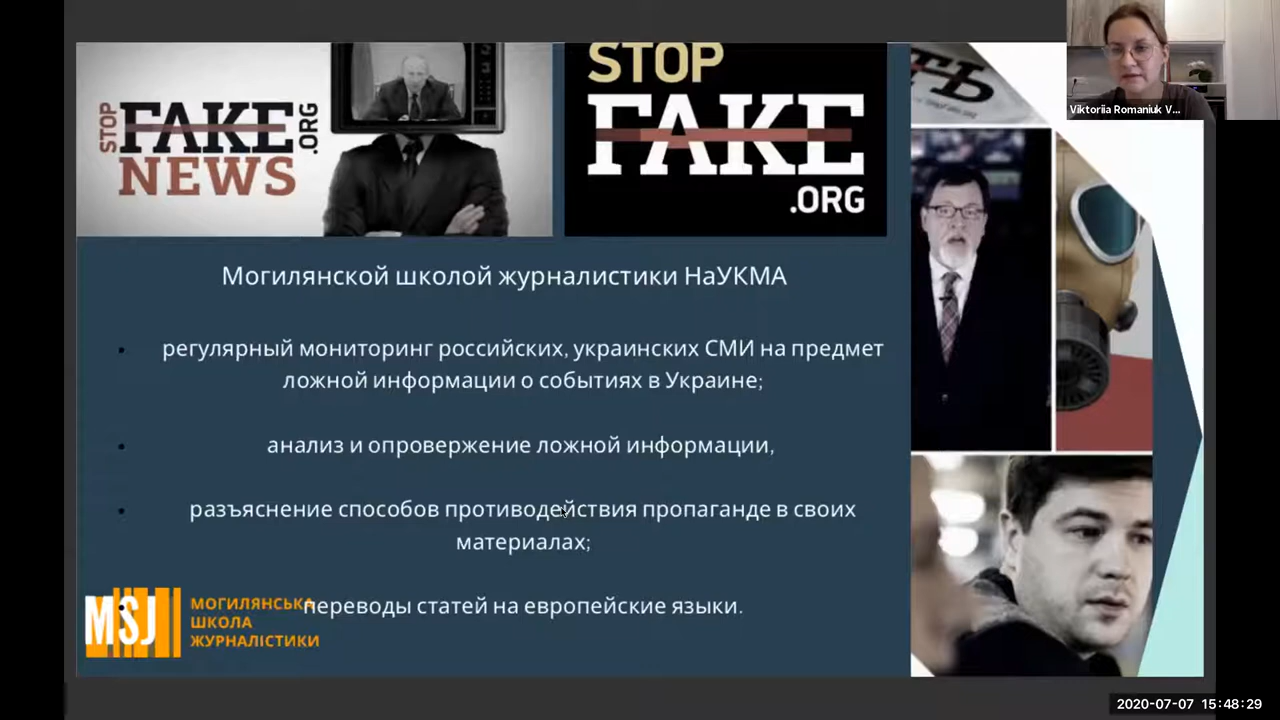 STOP
FAKE
NEWS
.ORG
STOP
FAKE
.ORG
ТЬ
Viktoriia Romaniuk V...
Могилянской школой журналистики НаУКМА
регулярный мониторинг российских, украинских СМИ на предмет
ложной информации о событиях в Украине;
анализ и опровержение ложной информации,
разъяснение способов противодействия пропаганде в своих
материалах;
переводы статей на европейские языки.
MSJ
МОГИЛЯНСЬКА
ШКОЛА
ЖУРНАЛІСТИКИ
2020-07-07 15:48:29